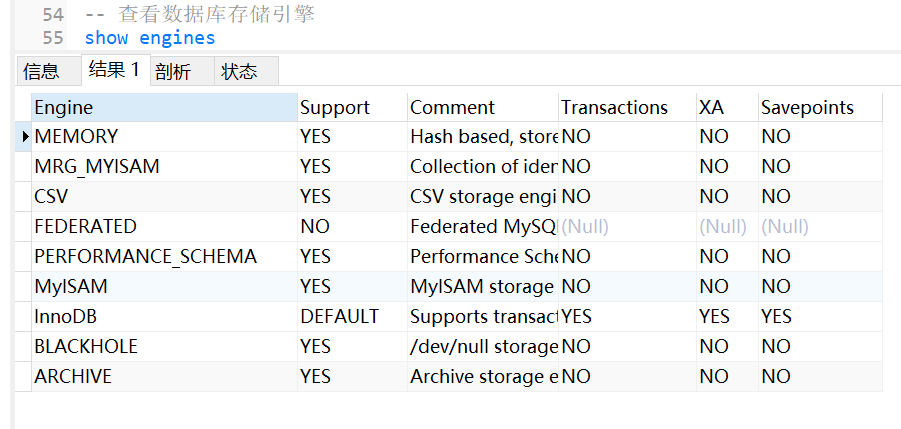 54 -- 查看数据库存储引擎
55 show engines
信息 结果 1 剖析 状态
Engine Support Comment Transactions XA Savepoints
MEMORY YES Hash based, store NO NO NO
MRG_MYISAM YES Collection of iden NO NO NO
CSV YES CSV storage engi NO NO NO
FEDERATED NO Federated MySQ (Null) (Null) (Null)
PERFORMANCE_SCHEMA YES Performance Sche NO NO NO
MyISAM YES MyISAM storage NO NO NO
InnoDB DEFAULT Supports transact YES YES YES
BLACKHOLE YES /dev/null storage NO NO NO
ARCHIVE YES Archive storage e NO NO NO